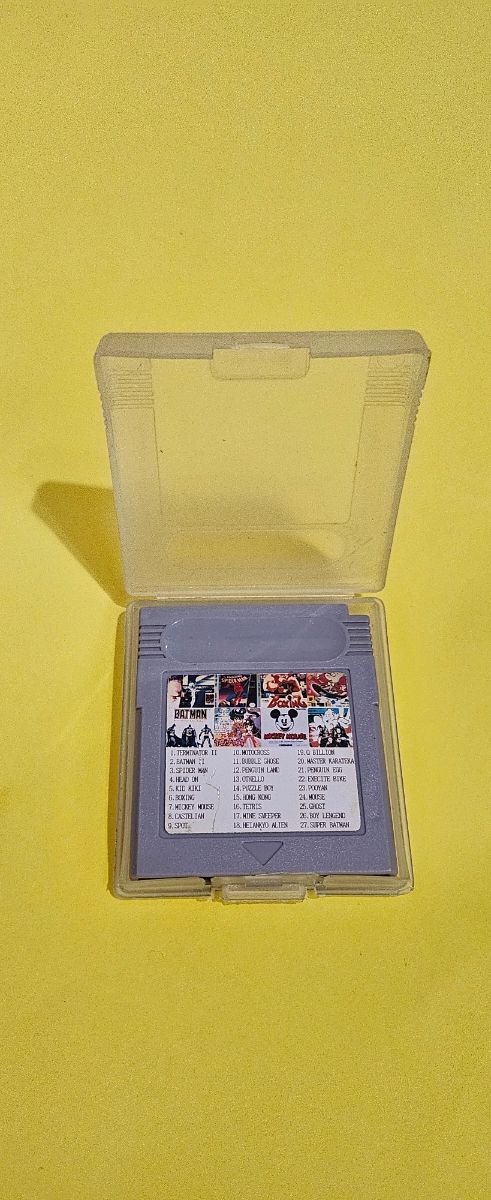 BOXING
BATMAN
MICKEY MOUSE
1. TERMINATOR II
2. BATMAN II
3. SPIDER MAN
4. HEAD ON
5. KID KIKI
6. BOXING
7. MICKEY MOUSE
8. CASTELIAN
9. SPOT
10. MOTOCROSS
11. BUBBLE GHOSE
12. PENGUIN LAND
13. OTHELLO
14. PUZZLE BOY
15. HONG KONG
16. TETRIS
17. MINE SWEEPER
18. HEIANKYO ALIEN
19. Q BILLION
20. MASTER KARATEKA
21. PENGUIN EGG
22. EXECITE BIKE
23. POOYAN
24. MOUSE
25. GHOST
26. BOY LENGEND
27. SUPER BATMAN